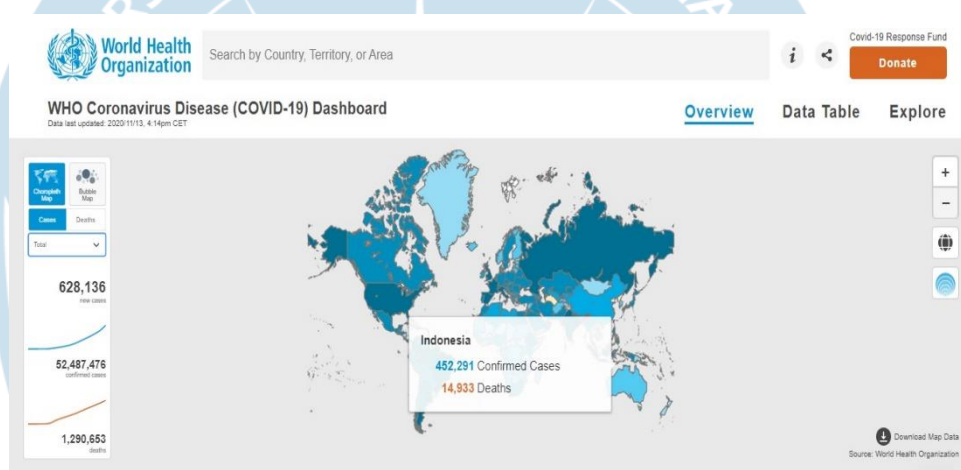 World Health
Organization
Search by Country, Territory, or Area
i
Covid-19 Response Fund
Donate
WHO Coronavirus Disease (COVID-19) Dashboard
Data last updated: 2020/11/13, 4:14pm CET
Overview
Data Table
Explore
Choropleth
Map
Bubble
Map
Cases
Deaths
Total
628,136
new cases
52,487,476
confirmed cases
1,290,653
deaths
Indonesia
452,291 Confirmed Cases
14,933 Deaths
+
−
Download Map Data
Source: World Health Organization